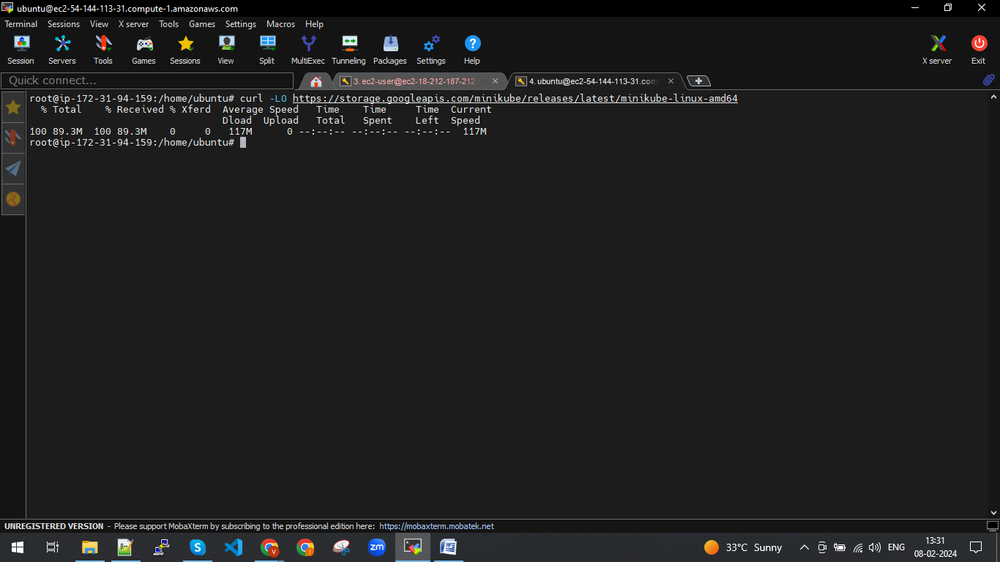 ubuntu@ec2-54-144-113-31.compute-1.amazonaws.com
Terminal Sessions View X server Tools Games Settings Macros Help
Session Servers Tools Games Sessions View Split MultiExec Tunneling Packages Settings Help X server Exit
Quick connect...
3. ec2-user@ec2-18-212-187-212
4. ubuntu@ec2-54-144-113-31.com
root@ip-172-31-94-159:/home/ubuntu# curl -LO https://storage.googleapis.com/minikube/releases/latest/minikube-linux-amd64
% Total % Received % Xferd Average Speed Time Time Time Current
Dload Upload Total Spent Left Speed
100 89.3M 100 89.3M 0 0 117M 0 --:--:-- --:--:-- --:--:-- 117M
root@ip-172-31-94-159:/home/ubuntu#
UNREGISTERED VERSION - Please support MobaXterm by subscribing to the professional edition here: https://mobaxterm.mobatek.net
33°C Sunny
ENG
13:31
08-02-2024